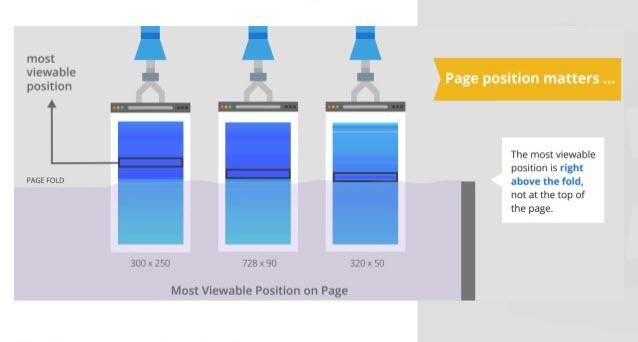 most
viewable
position
Page position matters ...
The most viewable
position is right
above the fold,
not at the top of
the page.
PAGE FOLD
300 x 250
728 x 90
320 x 50
Most Viewable Position on Page